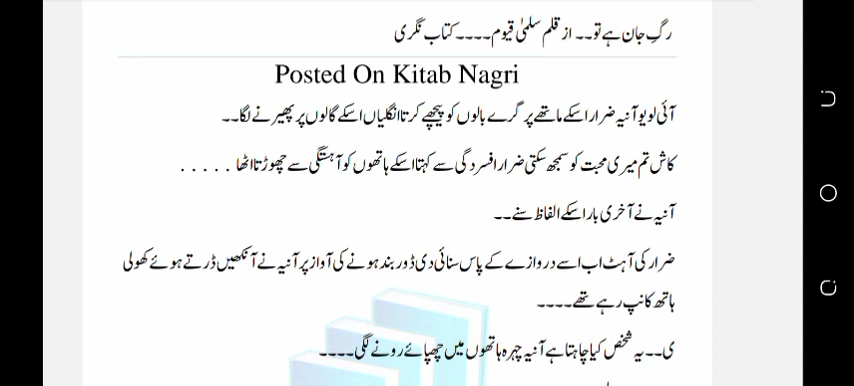 رگِ جان ہے تو۔۔ از قلم سلمیٰ قیوم۔۔۔۔ کتاب نگری
Posted On Kitab Nagri
آئی لو یو آنیہ ضرار اسکے ماتھے پر گرے بالوں کو پیچھے کرتا انگلیاں اسکے گالوں پر پھیرنے لگا۔۔
کاش تم میری محبت کو سمجھ سکتی ضرار افسردگی سے کہتا اسکے ہاتھوں کو آہستگی سے چھوڑتا اٹھا . . . . .
آنیہ نے آخری بار اسکے الفاظ سنے۔۔
ضرار کی آہٹ اب اسے دروازے کے پاس سنائی دی ڈور بند ہونے کی آواز پر آنیہ نے آنکھیں ڈرتے ہوئے کھولی
ہاتھ کانپ رہے تھے۔۔۔۔
ی۔۔ یہ شخص کیا چاہتا ہے آنیہ چہرہ ہاتھوں میں چھپائے رونے لگی۔۔۔۔